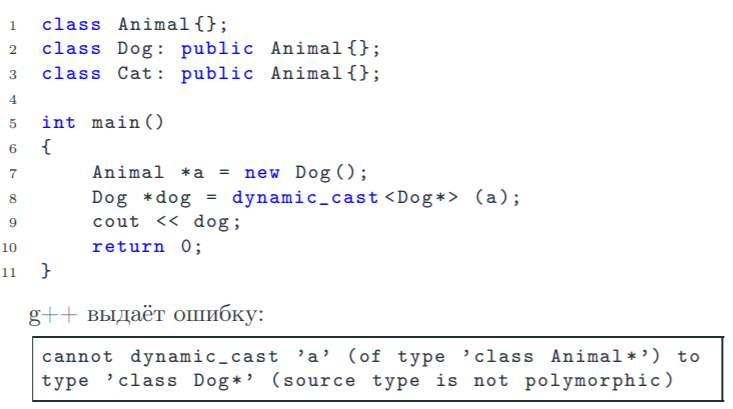 1 class Animal{};
2 class Dog: public Animal{};
3 class Cat: public Animal{};
4
5 int main()
6 {
7 Animal *a = new Dog();
8 Dog *dog = dynamic_cast<Dog*> (a);
9 cout << dog;
10 return 0;
11 }
g++ выдаёт ошибку:
cannot dynamic_cast 'a' (of type 'class Animal*') to
type 'class Dog*' (source type is not polymorphic)